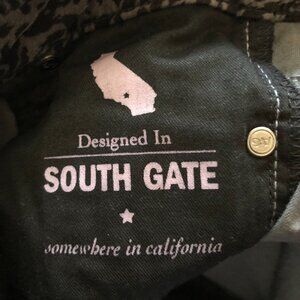 Designed In
SOUTH GATE
somewhere in california